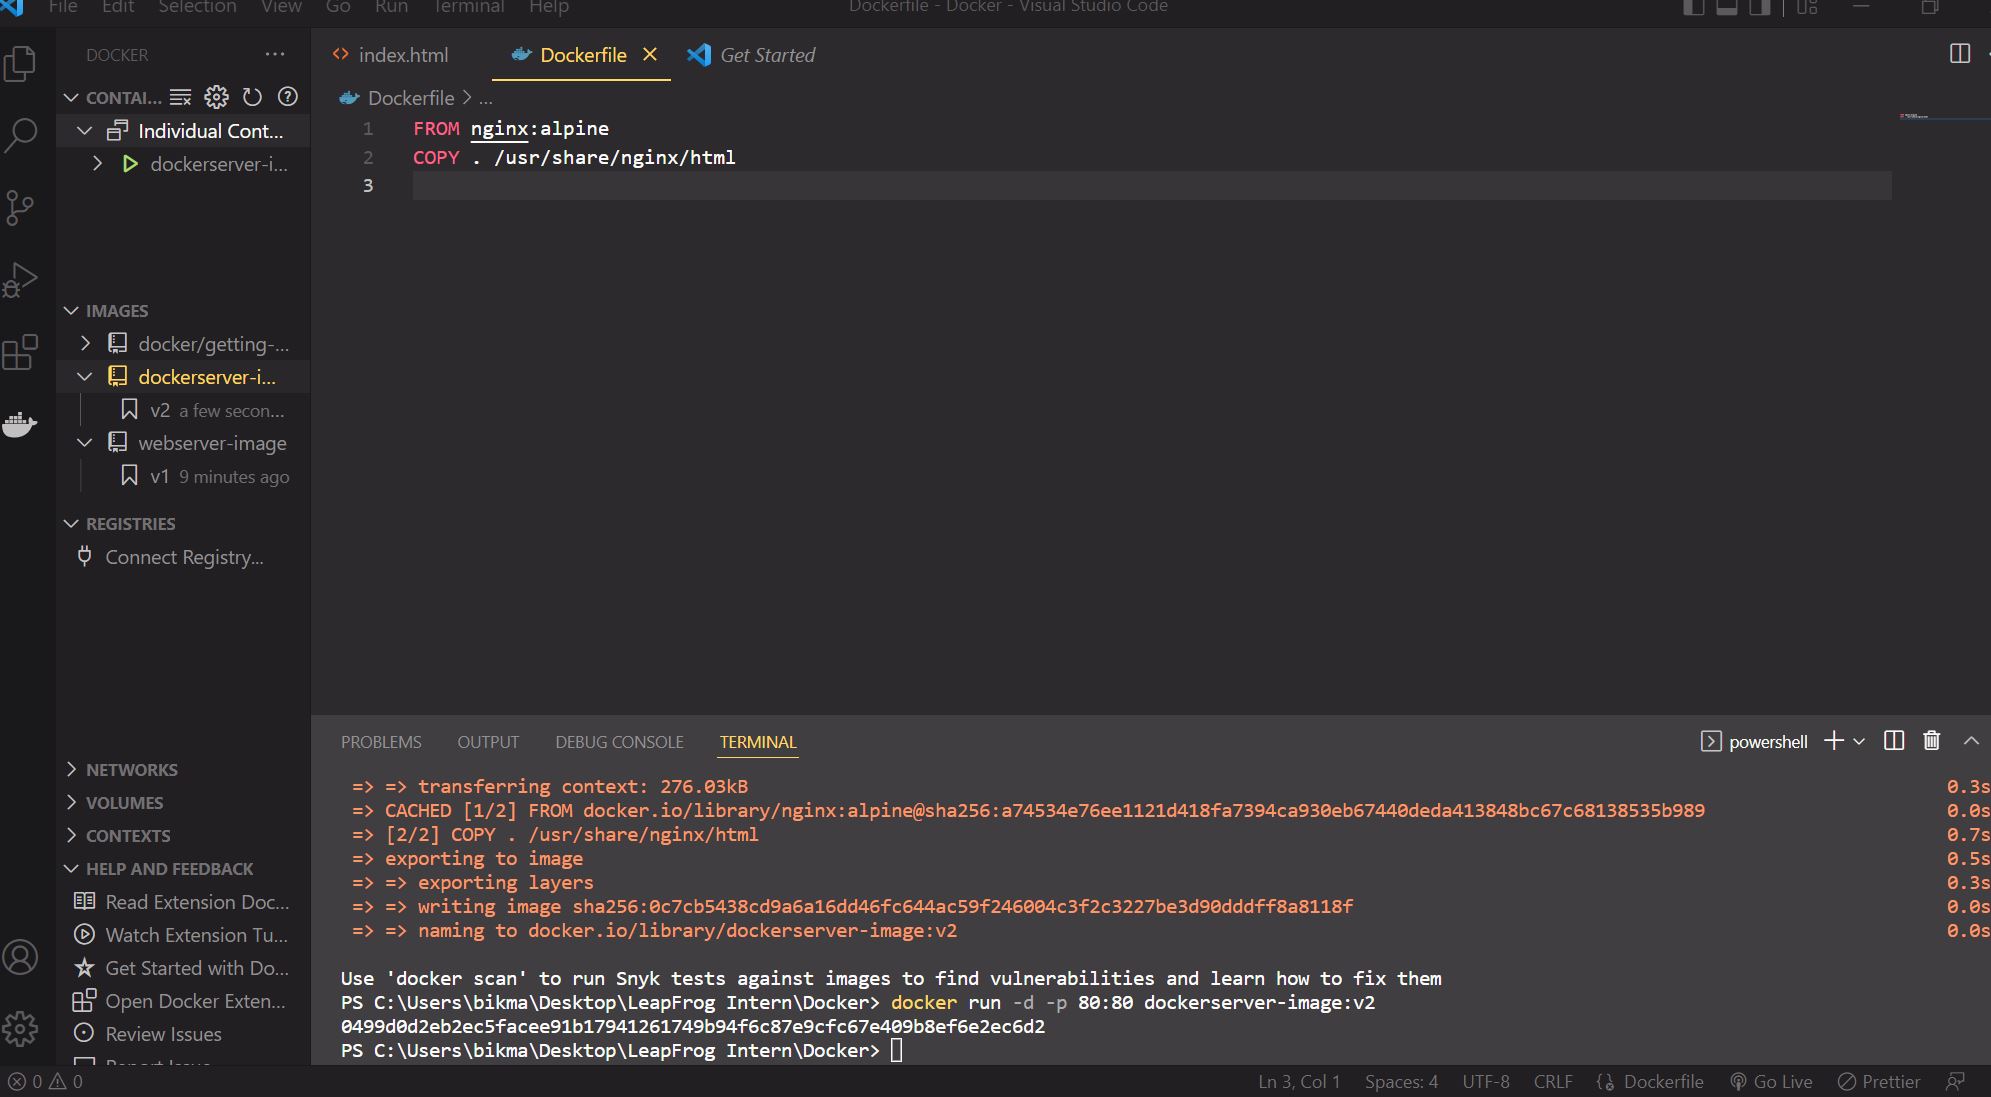 File Edit Selection View Go Run Terminal Help
Dockerfile - Docker - Visual Studio Code
DOCKER
CONTAI...
Individual Cont...
dockerserver-i...
IMAGES
docker/getting-...
dockerserver-i...
v2 a few secon...
webserver-image
v1 9 minutes ago
REGISTRIES
Connect Registry...
NETWORKS
VOLUMES
CONTEXTS
HELP AND FEEDBACK
Read Extension Doc...
Watch Extension Tu...
Get Started with Do...
Open Docker Exten...
Review Issues
index.html
Dockerfile
Get Started
Dockerfile > ...
1 FROM nginx:alpine
2 COPY . /usr/share/nginx/html
3
PROBLEMS OUTPUT DEBUG CONSOLE TERMINAL
powershell
=> => transferring context: 276.03kB 0.3s
=> CACHED [1/2] FROM docker.io/library/nginx:alpine@sha256:a74534e76ee1121d418fa7394ca930eb67440deda413848bc67c68138535b989 0.0s
=> [2/2] COPY . /usr/share/nginx/html 0.7s
=> exporting to image 0.5s
=> => exporting layers 0.3s
=> => writing image sha256:0c7cb5438cd9a6a16dd46fc644ac59f246004c3f2c3227be3d90dddff8a8118f 0.0s
=> => naming to docker.io/library/dockerserver-image:v2 0.0s
Use 'docker scan' to run Snyk tests against images to find vulnerabilities and learn how to fix them
PS C:\Users\bikma\Desktop\LeapFrog Intern\Docker> docker run -d -p 80:80 dockerserver-image:v2
0499d0d2eb2ec5facee91b17941261749b94f6c87e9cfc67e409b8ef6e2ec6d2
PS C:\Users\bikma\Desktop\LeapFrog Intern\Docker>
0 0
Ln 3, Col 1 Spaces: 4 UTF-8 CRLF Dockerfile Go Live Prettier